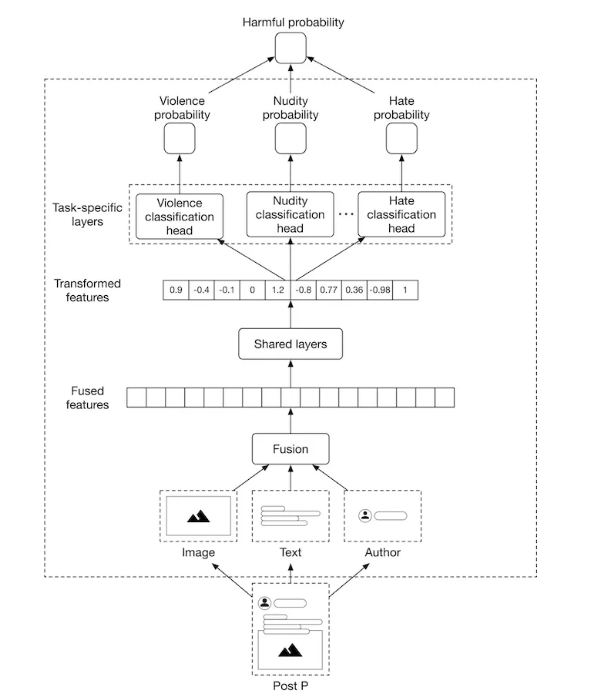 Harmful probability
Violence
probability
Nudity
probability
Hate
probability
Task-specific
layers
Violence
classification
head
Nudity
classification
head
...
Hate
classification
head
Transformed
features
0.9 -0.4 -0.1 0 1.2 -0.8 0.77 0.36 -0.98 1
Shared layers
Fused
features
Fusion
Image
Text
Author
Post P